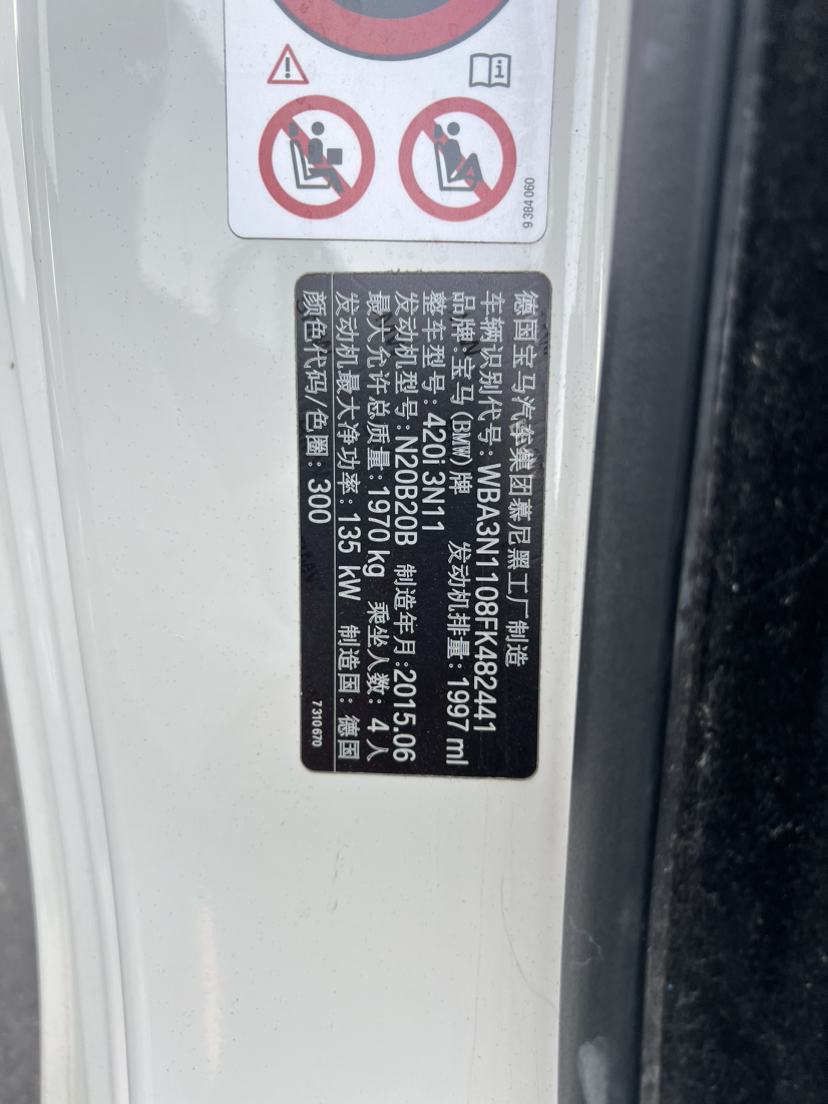 9 384 060
德国宝马汽车集团慕尼黑工厂制造
车辆识别代号: WBA3N1108FK482441
品牌:宝马(BMW)牌 发动机排量: 1997 ml
整车型号: 420i 3N11
发动机型号: N20B20B 制造年月:2015.06
最大允许总质量: 1970 kg 乘坐人数: 4 人
发动机最大净功率: 135 kW 制造国: 德国
颜色代码/色圈: 300
7 310 670